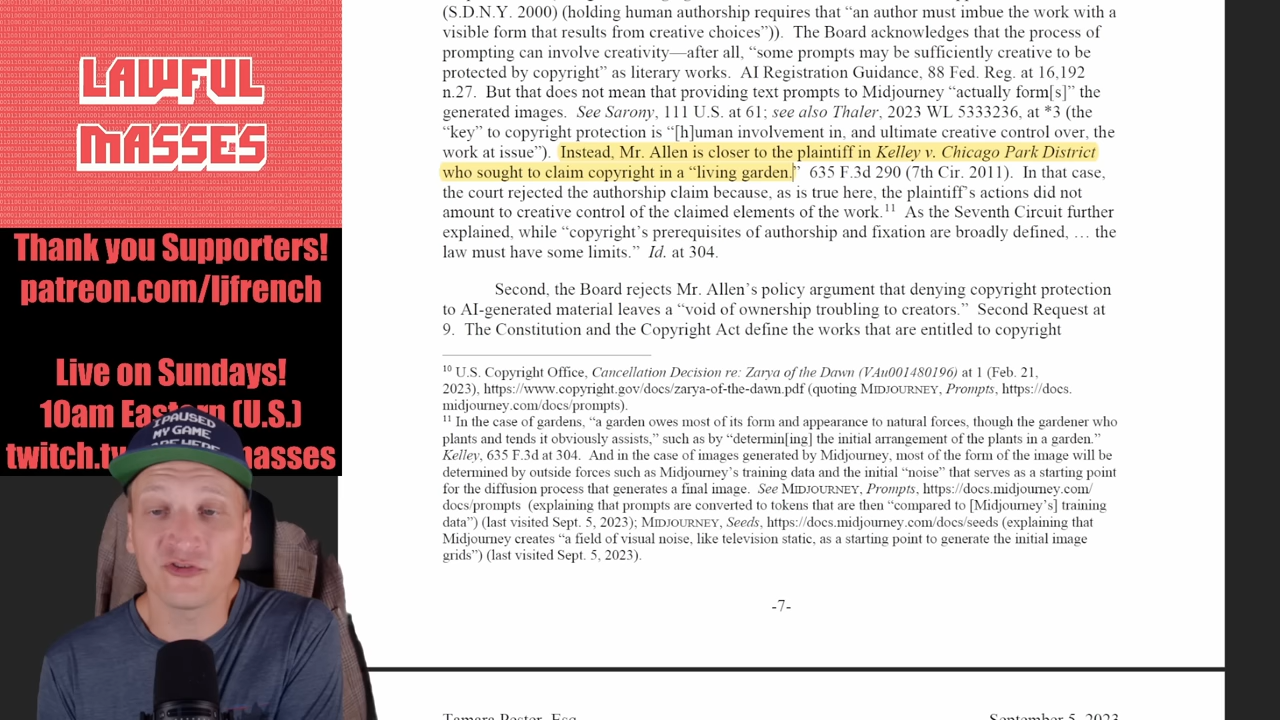 LAWFUL
MASSES
Thank you Supporters!
patreon.com/ljfrench
Live on Sundays!
10am Eastern (U.S.)
twitch.tv
masses
I PAUSED
MY GAME
(S.D.N.Y. 2000) (holding human authorship requires that “an author must imbue the work with a
visible form that results from creative choices”)). The Board acknowledges that the process of
prompting can involve creativity—after all, “some prompts may be sufficiently creative to be
protected by copyright” as literary works. AI Registration Guidance, 88 Fed. Reg. at 16,192
n.27. But that does not mean that providing text prompts to Midjourney “actually form[s]” the
generated images. See Sarony, 111 U.S. at 61; see also Thaler, 2023 WL 5333236, at *3 (the
“key” to copyright protection is “[h]uman involvement in, and ultimate creative control over, the
work at issue”). Instead, Mr. Allen is closer to the plaintiff in Kelley v. Chicago Park District
who sought to claim copyright in a “living garden.” 635 F.3d 290 (7th Cir. 2011). In that case,
the court rejected the authorship claim because, as is true here, the plaintiff’s actions did not
amount to creative control of the claimed elements of the work.11 As the Seventh Circuit further
explained, while “copyright’s prerequisites of authorship and fixation are broadly defined, … the
law must have some limits.” Id. at 304.
Second, the Board rejects Mr. Allen’s policy argument that denying copyright protection
to AI-generated material leaves a “void of ownership troubling to creators.” Second Request at
9. The Constitution and the Copyright Act define the works that are entitled to copyright
10 U.S. Copyright Office, Cancellation Decision re: Zarya of the Dawn (VAu001480196) at 1 (Feb. 21,
2023), https://www.copyright.gov/docs/zarya-of-the-dawn.pdf (quoting MIDJOURNEY, Prompts, https://docs.
midjourney.com/docs/prompts).
11 In the case of gardens, “a garden owes most of its form and appearance to natural forces, though the gardener who
plants and tends it obviously assists,” such as by “determin[ing] the initial arrangement of the plants in a garden.”
Kelley, 635 F.3d at 304. And in the case of images generated by Midjourney, most of the form of the image will be
determined by outside forces such as Midjourney’s training data and the initial “noise” that serves as a starting point
for the diffusion process that generates a final image. See MIDJOURNEY, Prompts, https://docs.midjourney.com/
docs/prompts (explaining that prompts are converted to tokens that are then “compared to [Midjourney’s] training
data”) (last visited Sept. 5, 2023); MIDJOURNEY, Seeds, https://docs.midjourney.com/docs/seeds (explaining that
Midjourney creates “a field of visual noise, like television static, as a starting point to generate the initial image
grids”) (last visited Sept. 5, 2023).
-7-
Tamara Pester, Esq.
September 5, 2023